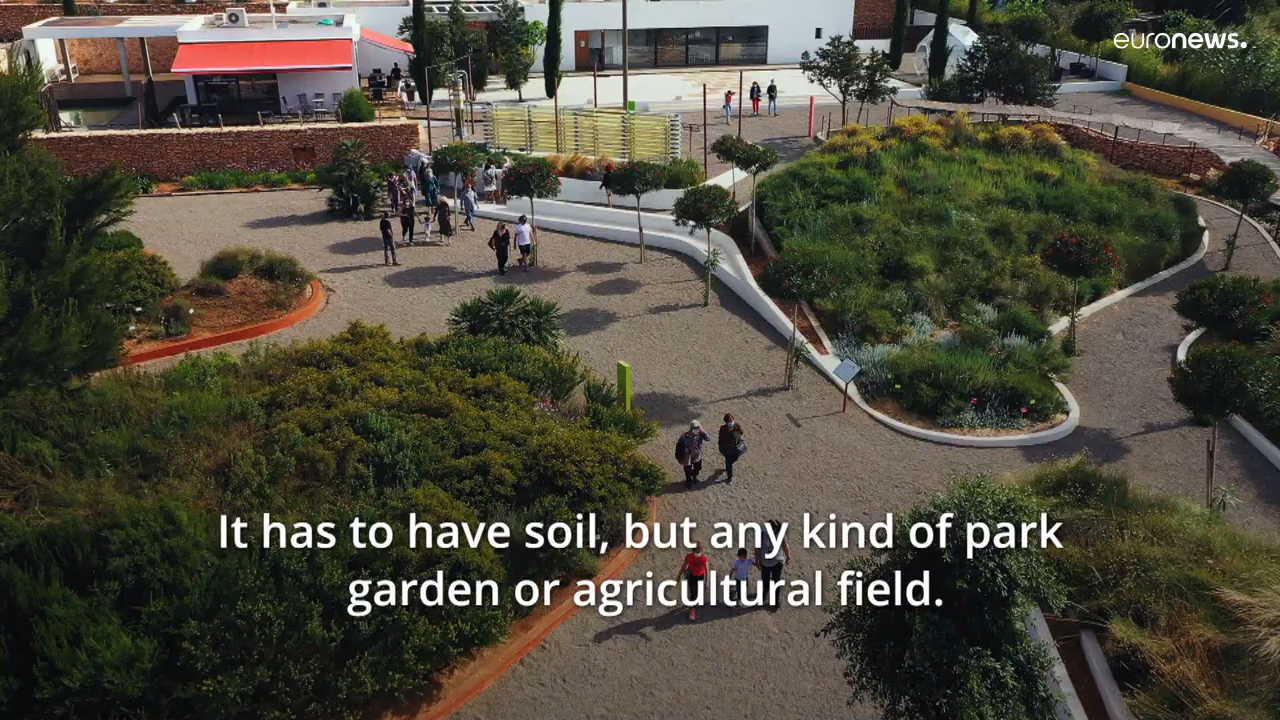 euronews.
It has to have soil, but any kind of park
garden or agricultural field.